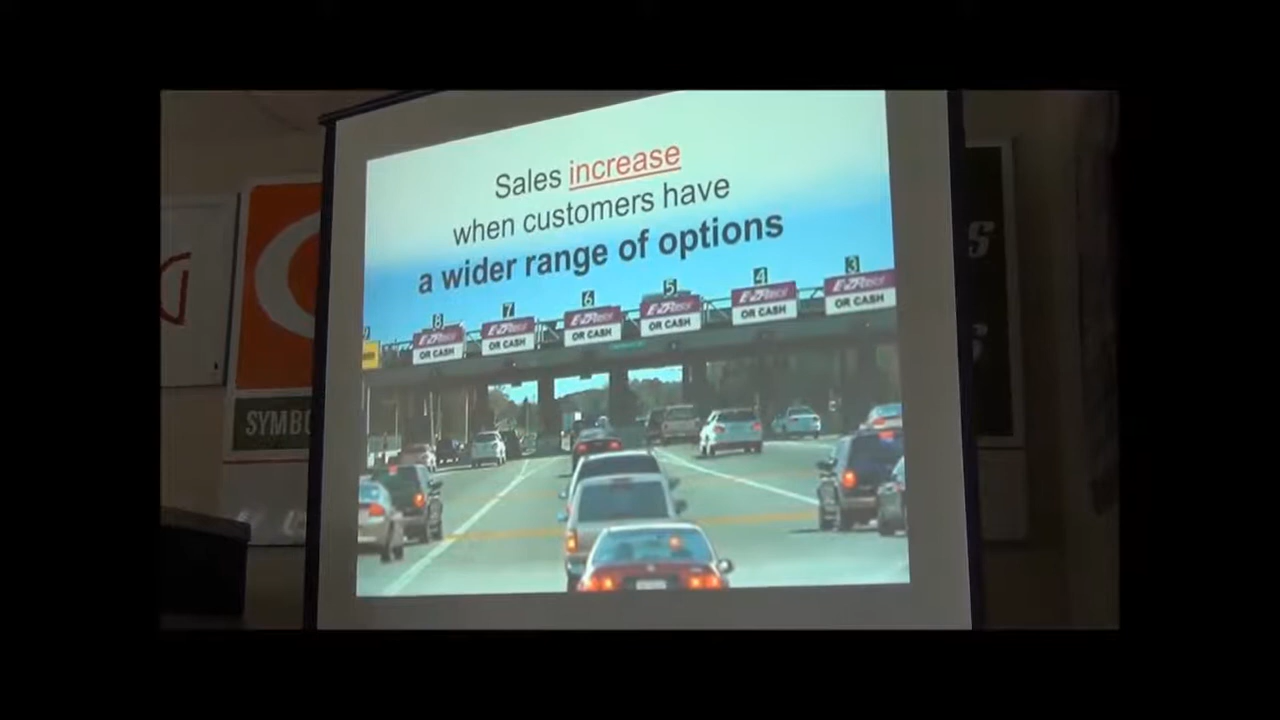 Sales increase
when customers have
a wider range of options
8
E-ZPass
OR CASH
7
E-ZPass
OR CASH
6
E-ZPass
OR CASH
5
E-ZPass
OR CASH
4
E-ZPass
OR CASH
3
E-ZPass
OR CASH